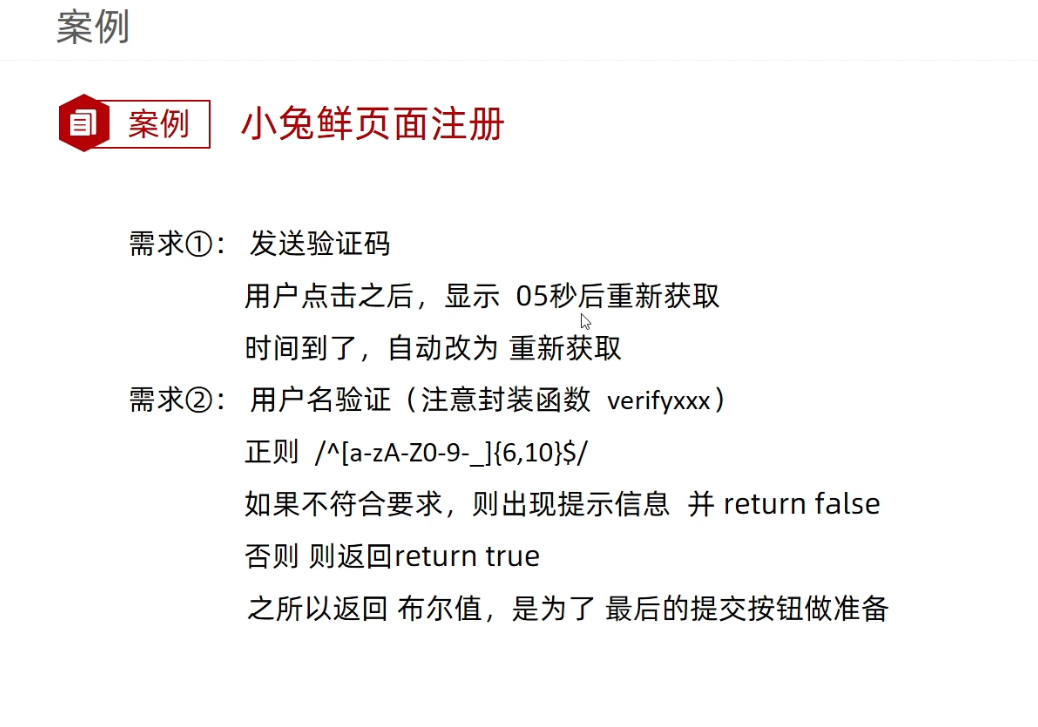 案例
案例 小兔鲜页面注册
需求①： 发送验证码
用户点击之后，显示 05秒后重新获取
时间到了，自动改为 重新获取
需求②： 用户名验证（注意封装函数 verifyxxx）
正则 /^[a-zA-Z0-9-_]{6,10}$/
如果不符合要求，则出现提示信息 并 return false
否则 则返回return true
之所以返回 布尔值，是为了 最后的提交按钮做准备